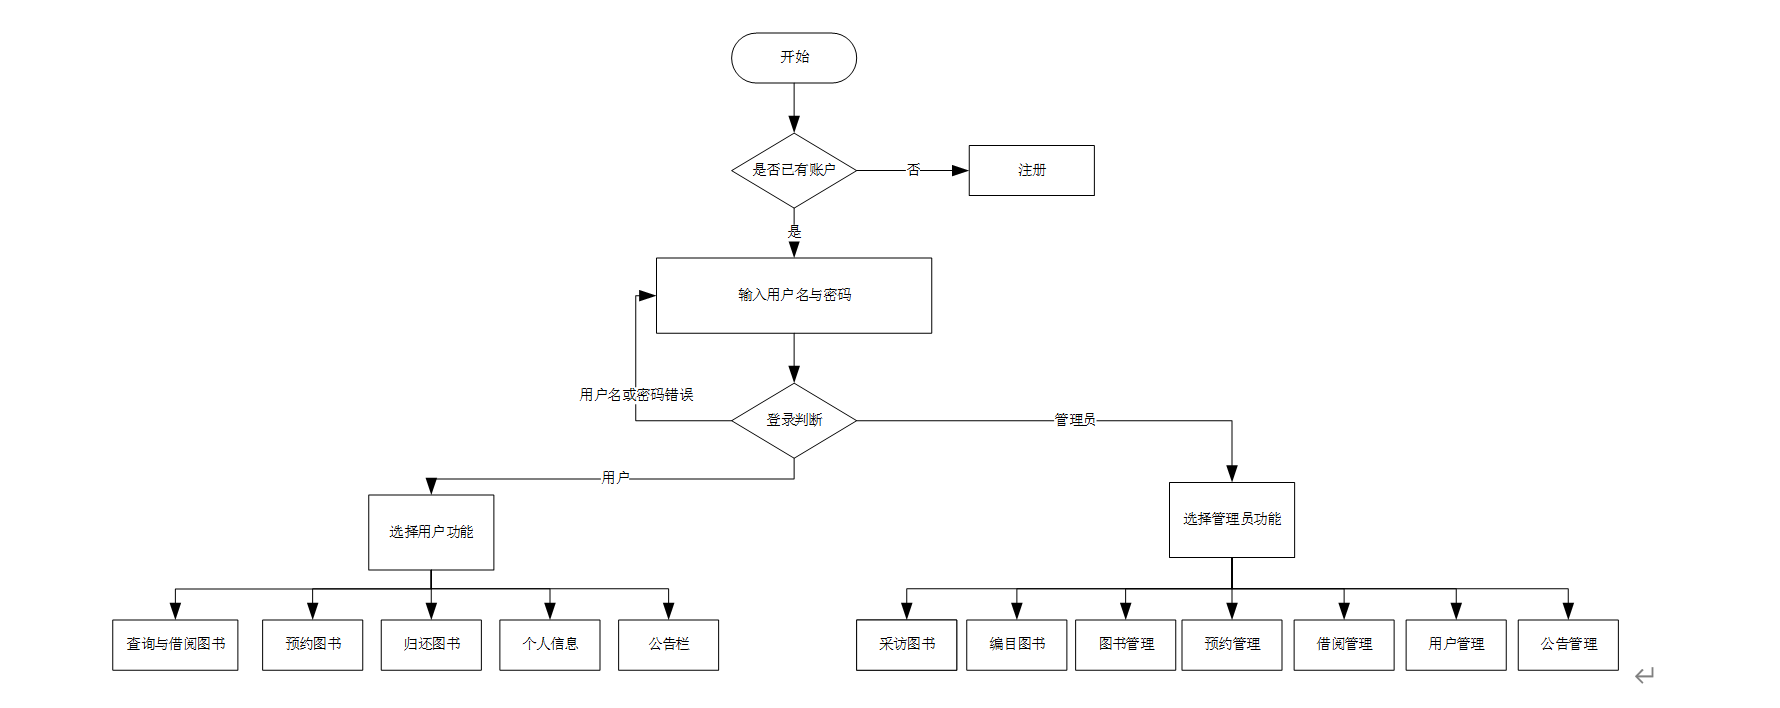 开始
是否已有账户
否
注册
是
输入用户名与密码
用户名或密码错误
登录判断
管理员
用户
选择用户功能
选择管理员功能
查询与借阅图书
预约图书
归还图书
个人信息
公告栏
采访图书
编目图书
图书管理
预约管理
借阅管理
用户管理
公告管理